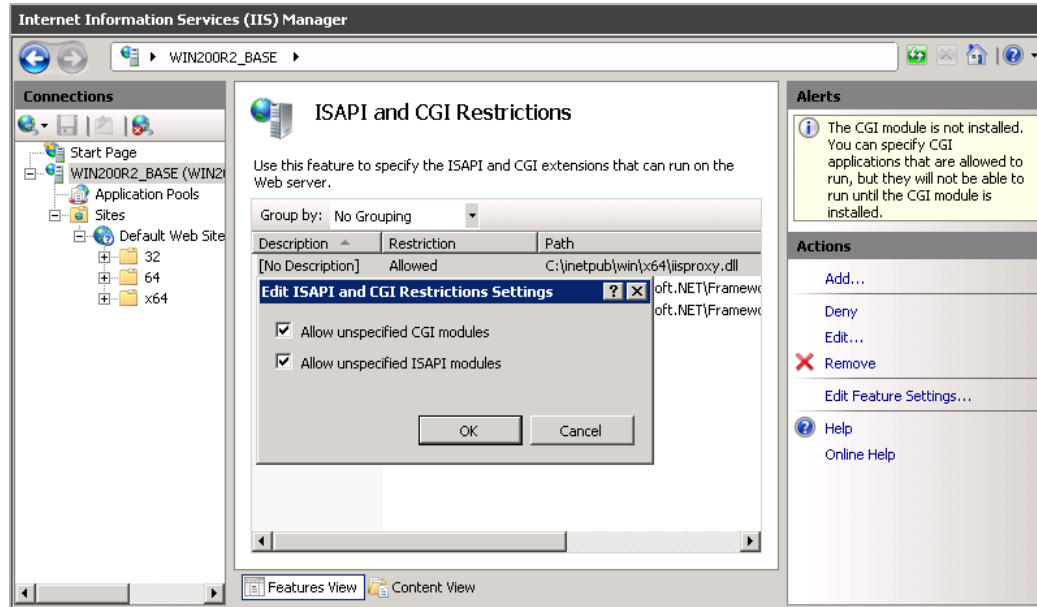 Internet Information Services (IIS) Manager
WIN200R2_BASE
Connections
Start Page
WIN200R2_BASE (WIN2
Application Pools
Sites
Default Web Site
32
64
x64
ISAPI and CGI Restrictions
Use this feature to specify the ISAPI and CGI extensions that can run on the
Web server.
Group by: No Grouping
Description Restriction Path
[No Description] Allowed C:\inetpub\win\x64\iisproxy.dll
oft.NET\Framew
oft.NET\Framew
Edit ISAPI and CGI Restrictions Settings
Allow unspecified CGI modules
Allow unspecified ISAPI modules
OK Cancel
Features View Content View
Alerts
The CGI module is not installed.
You can specify CGI
applications that are allowed to
run, but they will not be able to
run until the CGI module is
installed.
Actions
Add...
Deny
Edit...
Remove
Edit Feature Settings...
Help
Online Help